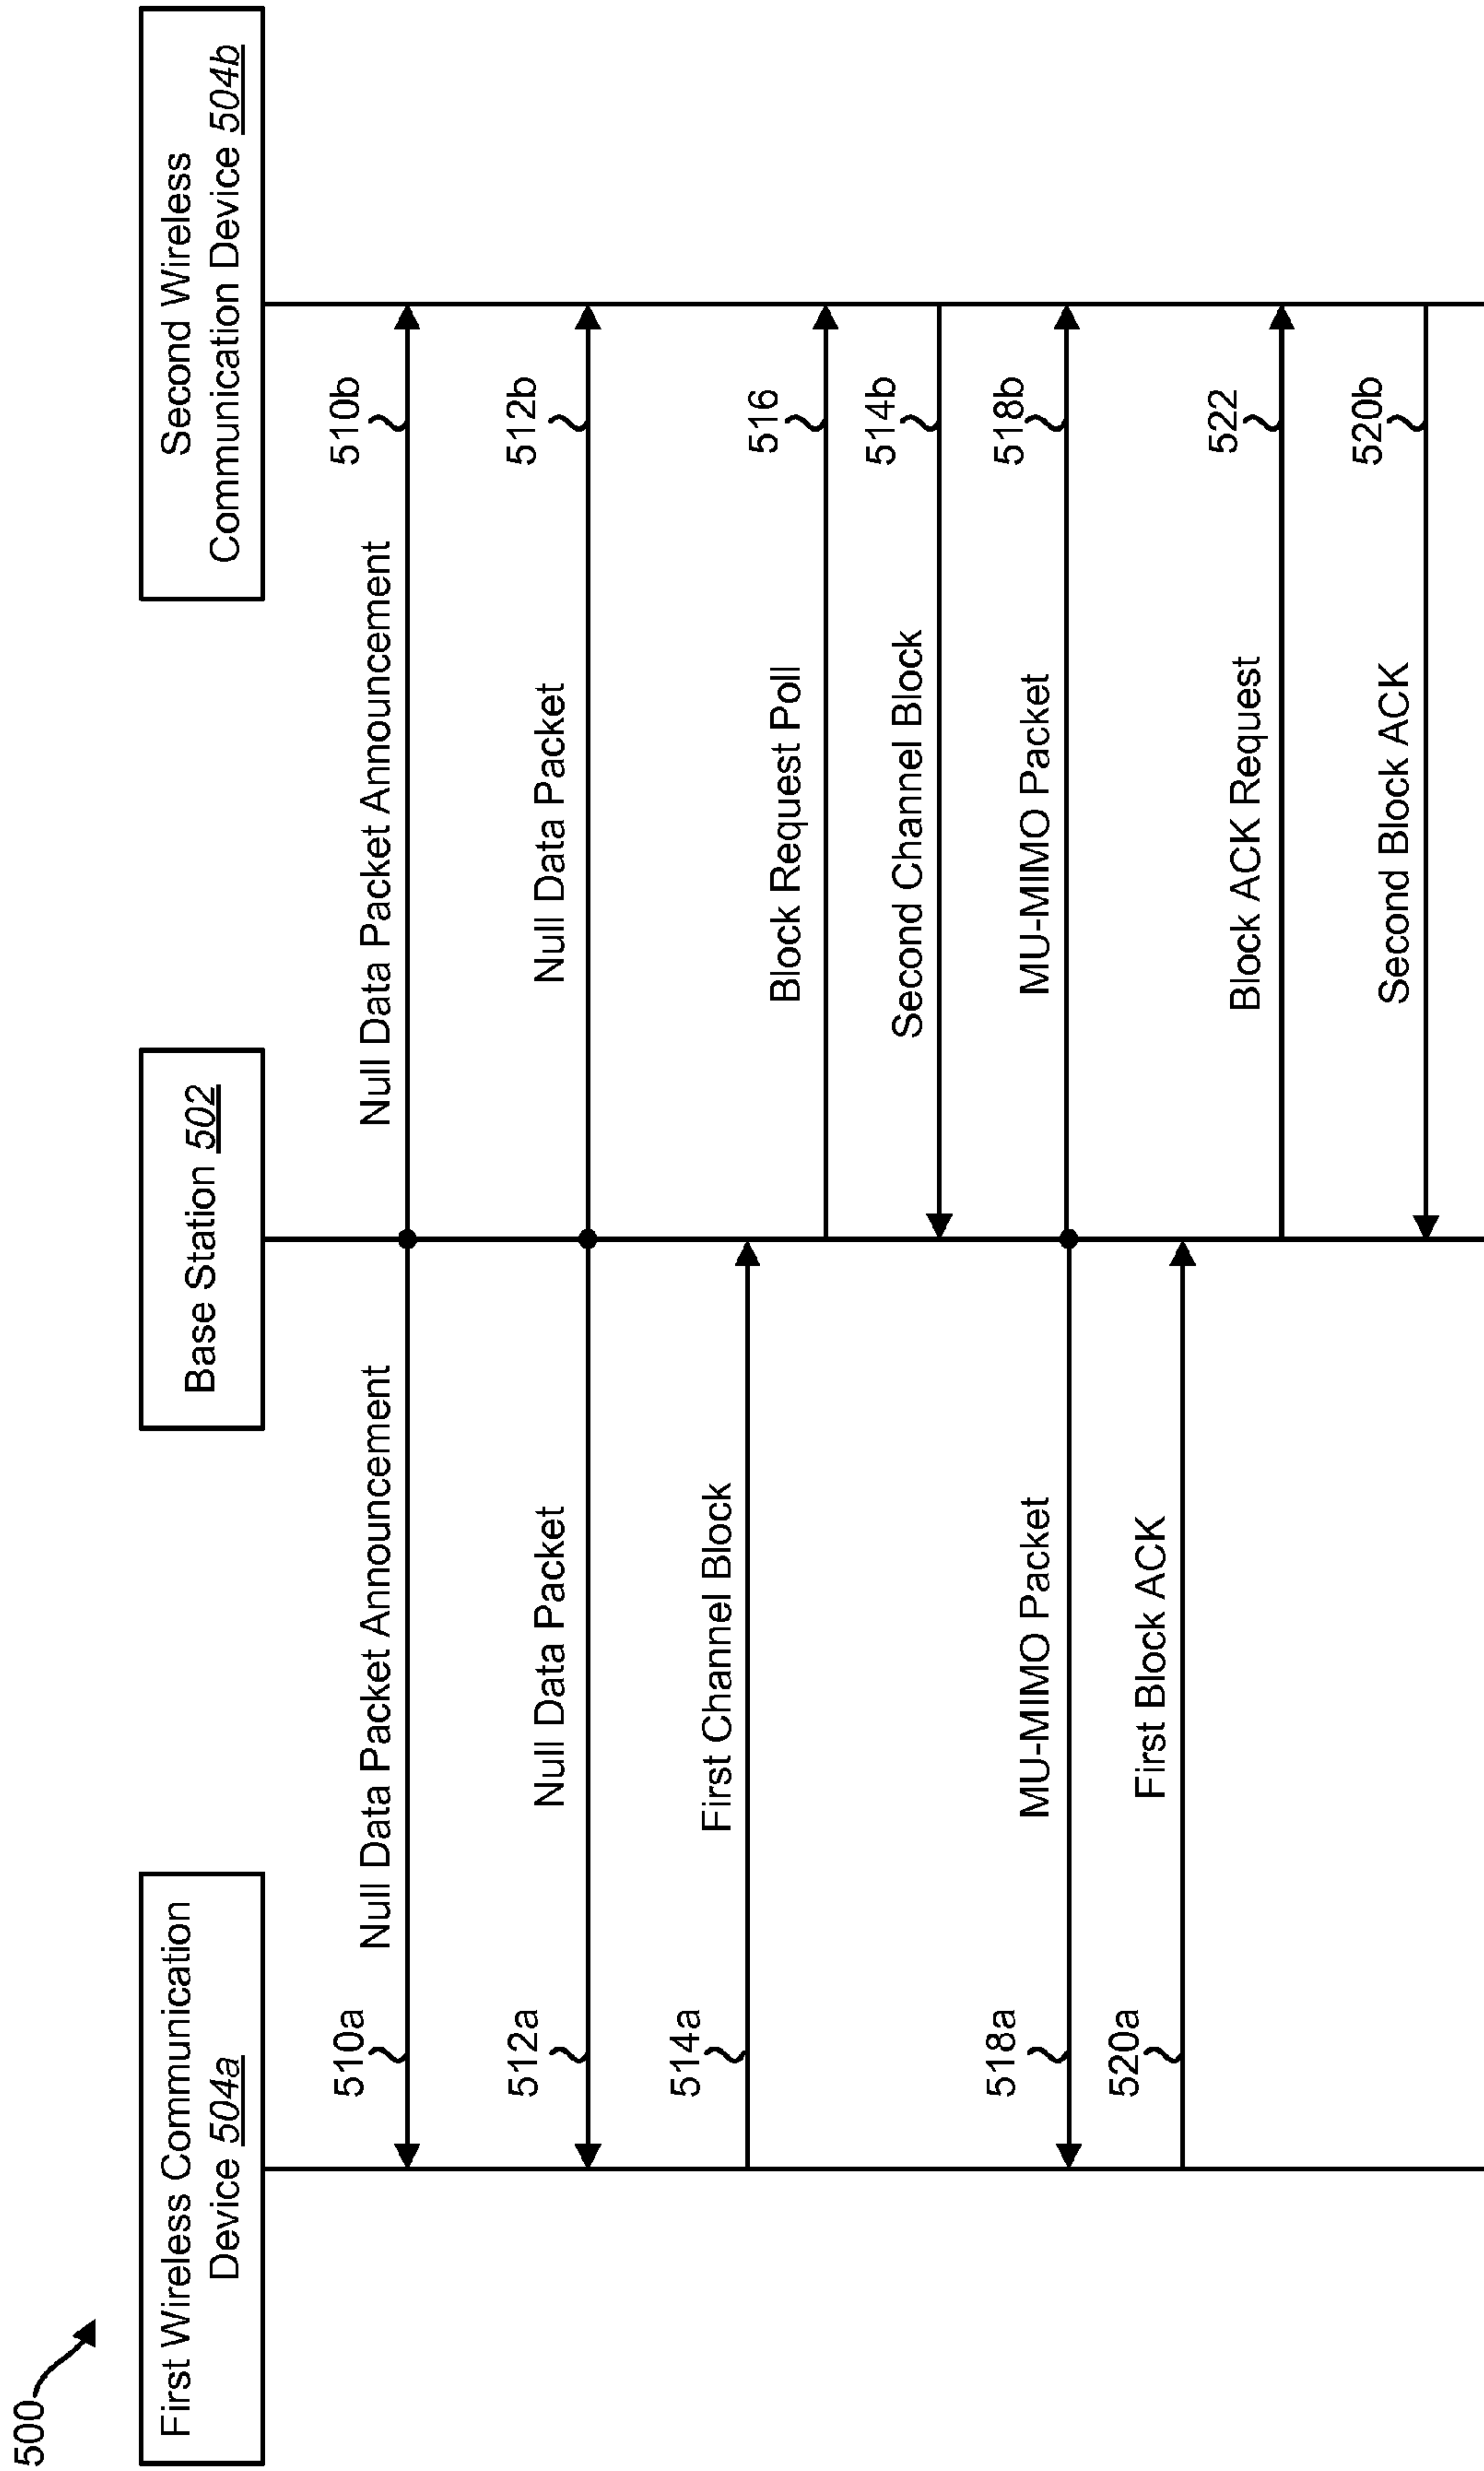 500
First Wireless Communication
Device 504a
Base Station 502
Second Wireless
Communication Device 504b
510a
Null Data Packet Announcement
Null Data Packet Announcement
510b
512a
Null Data Packet
Null Data Packet
512b
514a
First Channel Block
Block Request Poll
516
Second Channel Block
514b
518a
MU-MIMO Packet
MU-MIMO Packet
518b
520a
First Block ACK
Block ACK Request
522
Second Block ACK
520b